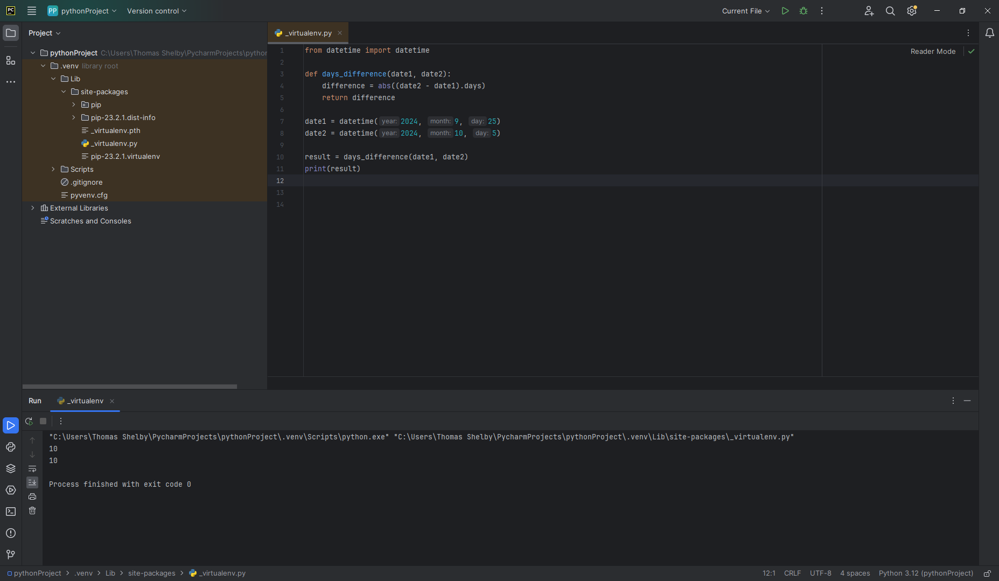 PC
PP pythonProject Version control Current File
Project
_virtualenv.py
pythonProject C:\Users\Thomas Shelby\PycharmProjects\python
.venv library root
Lib
site-packages
pip
pip-23.2.1.dist-info
_virtualenv.pth
_virtualenv.py
pip-23.2.1.virtualenv
Scripts
.gitignore
pyvenv.cfg
External Libraries
Scratches and Consoles
Reader Mode
1 from datetime import datetime
2
3 def days_difference(date1, date2):
4 difference = abs((date2 - date1).days)
5 return difference
6
7 date1 = datetime( year: 2024, month: 9, day: 25)
8 date2 = datetime( year: 2024, month: 10, day: 5)
9
10 result = days_difference(date1, date2)
11 print(result)
12
13
14
Run _virtualenv
"C:\Users\Thomas Shelby\PycharmProjects\pythonProject\.venv\Scripts\python.exe" "C:\Users\Thomas Shelby\PycharmProjects\pythonProject\.venv\Lib\site-packages\_virtualenv.py"
10
10
Process finished with exit code 0
pythonProject > .venv > Lib > site-packages > _virtualenv.py 12:1 CRLF UTF-8 4 spaces Python 3.12 (pythonProject)